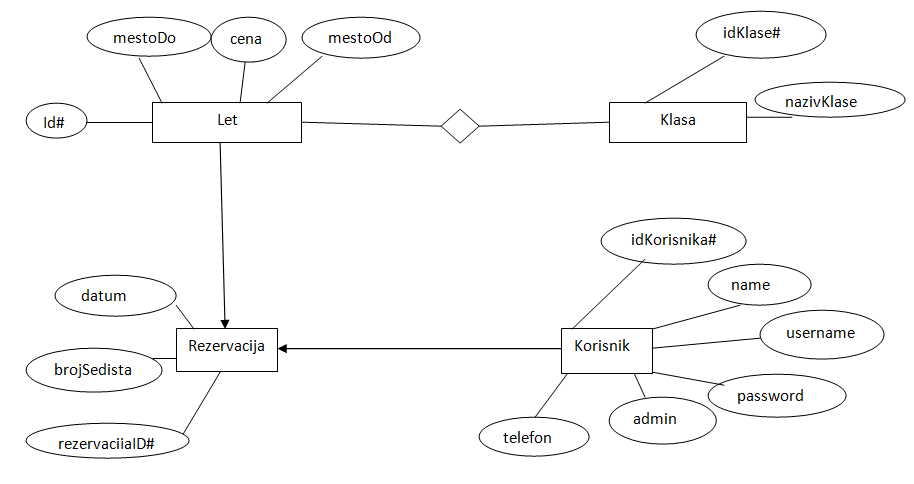 mestoDo
cena
mestoOd
idKlase#
Id#
Let
Klasa
nazivKlase
idKorisnika#
datum
name
Rezervacija
Korisnik
username
brojSedista
password
telefon
admin
rezervaciiaID#